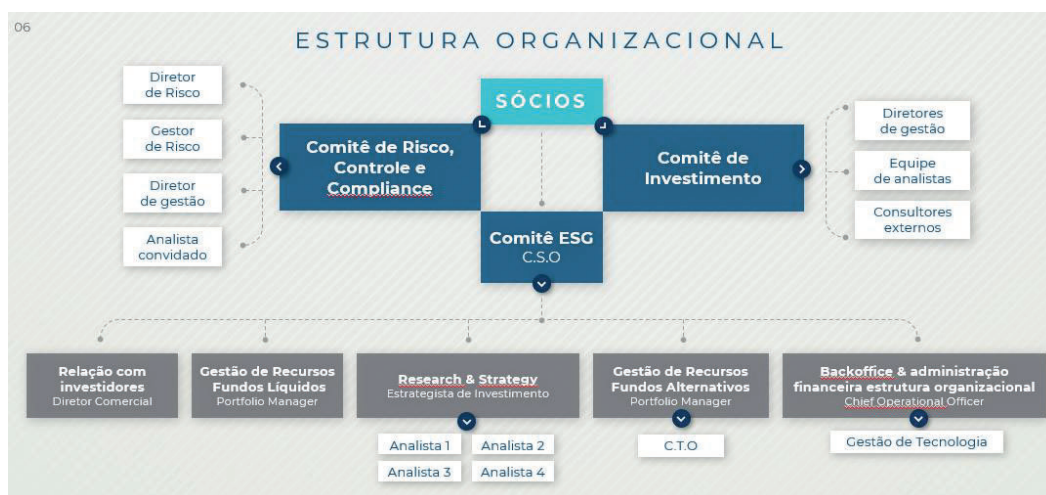 06
ESTRUTURA ORGANIZACIONAL
SÓCIOS
Diretor
de Risco
Gestor
de Risco
Diretor
de gestão
Analista
convidado
Comitê de Risco,
Controle e
Compliance
Comitê de
Investimento
Diretores
de gestão
Equipe
de analistas
Consultores
externos
Comitê ESG
C.S.O
Relação com
investidores
Diretor Comercial
Gestão de Recursos
Fundos Líquidos
Portfolio Manager
Research & Strategy
Estrategista de Investimento
Analista 1
Analista 2
Analista 3
Analista 4
Gestão de Recursos
Fundos Alternativos
Portfolio Manager
C.T.O
Backoffice & administração
financeira estrutura organizacional
Chief Operational Officer
Gestão de Tecnologia